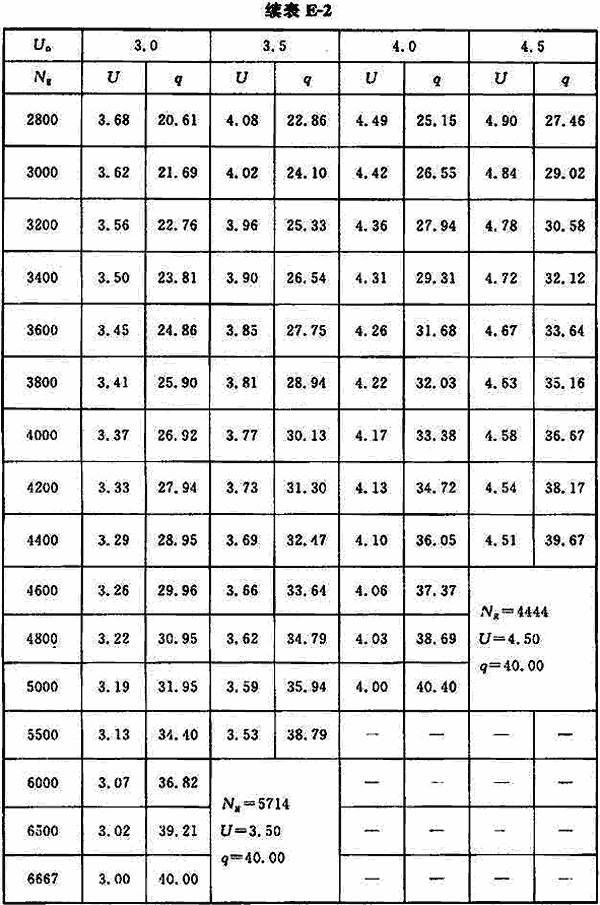 续表 E-2
U₀ 3.0 3.5 4.0 4.5
Ng U q U q U q U q
2800 3.68 20.61 4.08 22.86 4.49 25.15 4.90 27.46
3000 3.62 21.69 4.02 24.10 4.42 26.55 4.84 29.02
3200 3.56 22.76 3.96 25.33 4.36 27.94 4.78 30.58
3400 3.50 23.81 3.90 26.54 4.31 29.31 4.72 32.12
3600 3.45 24.86 3.85 27.75 4.26 31.68 4.67 33.64
3800 3.41 25.90 3.81 28.94 4.22 32.03 4.63 35.16
4000 3.37 26.92 3.77 30.13 4.17 33.38 4.58 36.67
4200 3.33 27.94 3.73 31.30 4.13 34.72 4.54 38.17
4400 3.29 28.95 3.69 32.47 4.10 36.05 4.51 39.67
4600 3.26 29.96 3.66 33.64 4.06 37.37
Ng=4444
4800 3.22 30.95 3.62 34.79 4.03 38.69 U=4.50
q=40.00
5000 3.19 31.95 3.59 35.94 4.00 40.40
5500 3.13 34.40 3.53 38.79 — — — —
6000 3.07 36.82 — — — —
Ng=5714
6500 3.02 39.21 U=3.50 — — — —
q=40.00
6667 3.00 40.00 — — — —